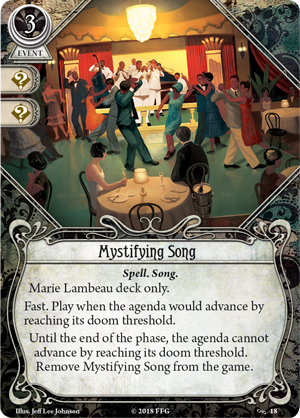 3
EVENT
?
?
Mystifying Song
Spell. Song.
Marie Lambeau deck only.
Fast. Play when the agenda would advance by
reaching its doom threshold.
Until the end of the phase, the agenda cannot
advance by reaching its doom threshold.
Remove Mystifying Song from the game.
Illus. Jeff Lee Johnson
© 2018 FFG
18